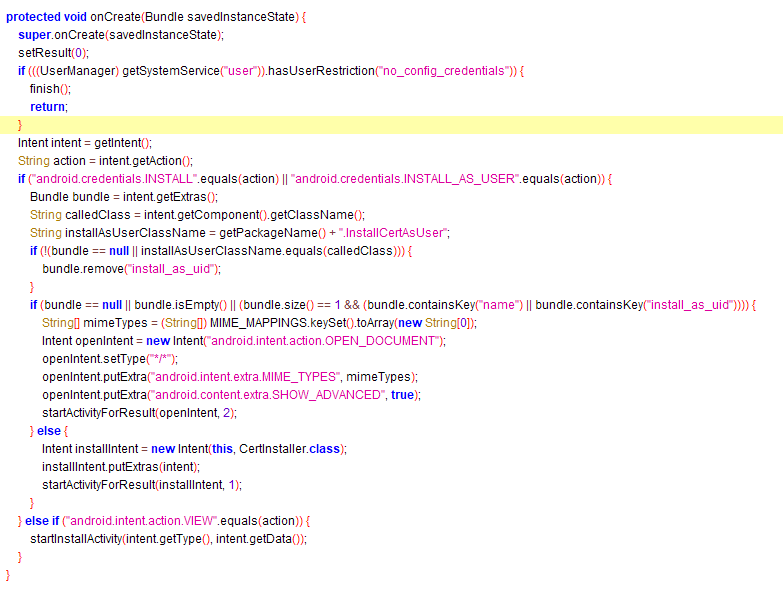 protected void onCreate(Bundle savedInstanceState) {
super.onCreate(savedInstanceState);
setResult(0);
if (((UserManager) getSystemService("user")).hasUserRestriction("no_config_credentials")) {
finish();
return;
}
Intent intent = getIntent();
String action = intent.getAction();
if ("android.credentials.INSTALL".equals(action) || "android.credentials.INSTALL_AS_USER".equals(action)) {
Bundle bundle = intent.getExtras();
String calledClass = intent.getComponent().getClassName();
String installAsUserClassName = getPackageName() + ".InstallCertAsUser";
if (!(bundle == null || installAsUserClassName.equals(calledClass))) {
bundle.remove("install_as_uid");
}
if (bundle == null || bundle.isEmpty() || (bundle.size() == 1 && (bundle.containsKey("name") || bundle.containsKey("install_as_uid")))) {
String[] mimeTypes = (String[]) MIME_MAPPINGS.keySet().toArray(new String[0]);
Intent openIntent = new Intent("android.intent.action.OPEN_DOCUMENT");
openIntent.setType("*/*");
openIntent.putExtra("android.intent.extra.MIME_TYPES", mimeTypes);
openIntent.putExtra("android.content.extra.SHOW_ADVANCED", true);
startActivityForResult(openIntent, 2);
} else {
Intent installIntent = new Intent(this, CertInstaller.class);
installIntent.putExtras(intent);
startActivityForResult(installIntent, 1);
}
} else if ("android.intent.action.VIEW".equals(action)) {
startInstallActivity(intent.getType(), intent.getData());
}
}